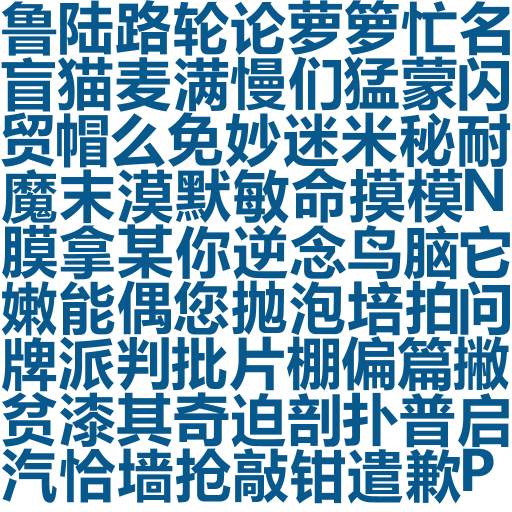 鲁陆路轮论萝箩忙名
盲猫麦满慢们猛蒙闪
贸帽么免妙迷米秘耐
魔末漠默敏命摸模N
膜拿某你逆念鸟脑它
嫩能偶您抛泡培拍问
牌派判批片棚偏篇撇
贫漆其奇迫剖扑普启
汽恰墙抢敲钳遣歉P